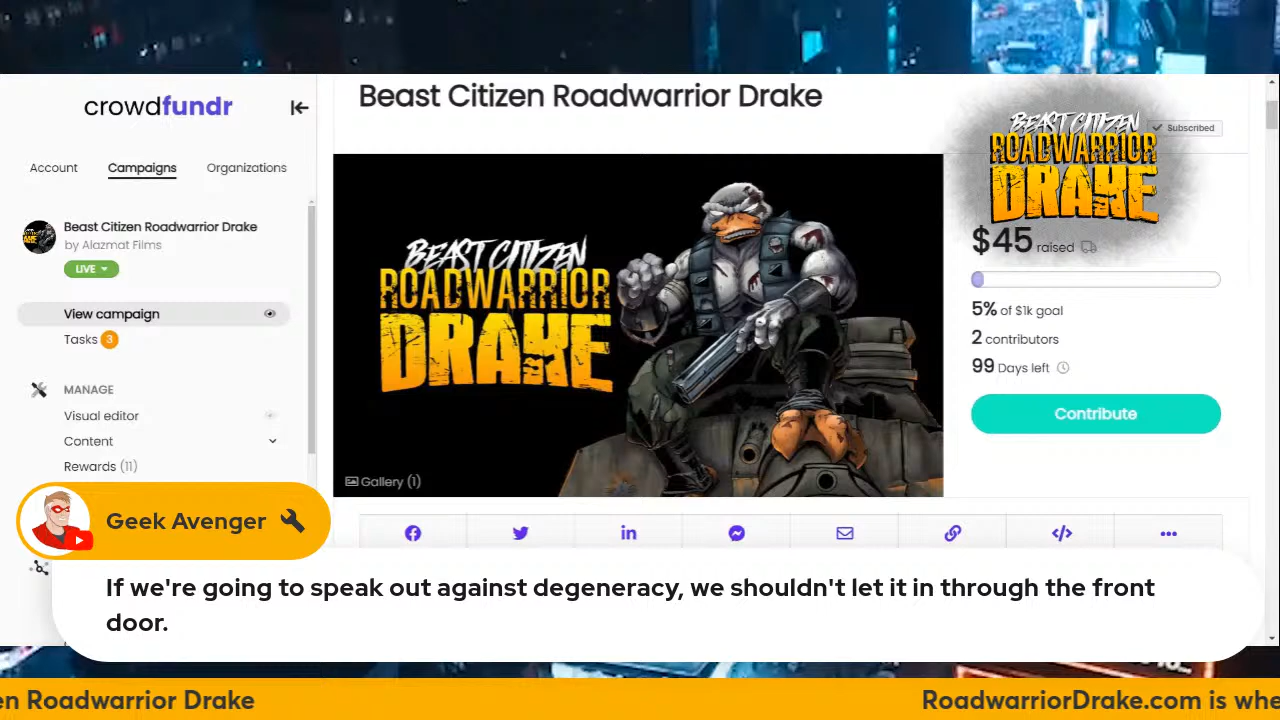 crowdfundr
Account
Campaigns
Organizations
Beast Citizen Roadwarrior Drake
by Alazmat Films
LIVE
View campaign
Tasks 3
MANAGE
Visual editor
Content
Rewards (11)
Beast Citizen Roadwarrior Drake
BEAST CITIZEN
ROADWARRIOR
DRAKE
Gallery (1)
Subscribed
BEAST CITIZEN
ROADWARRIOR
DRAKE
$45 raised
5% of $1k goal
2 contributors
99 Days left
Contribute
Geek Avenger
If we're going to speak out against degeneracy, we shouldn't let it in through the front
door.
en Roadwarrior Drake
RoadwarriorDrake.com is whe